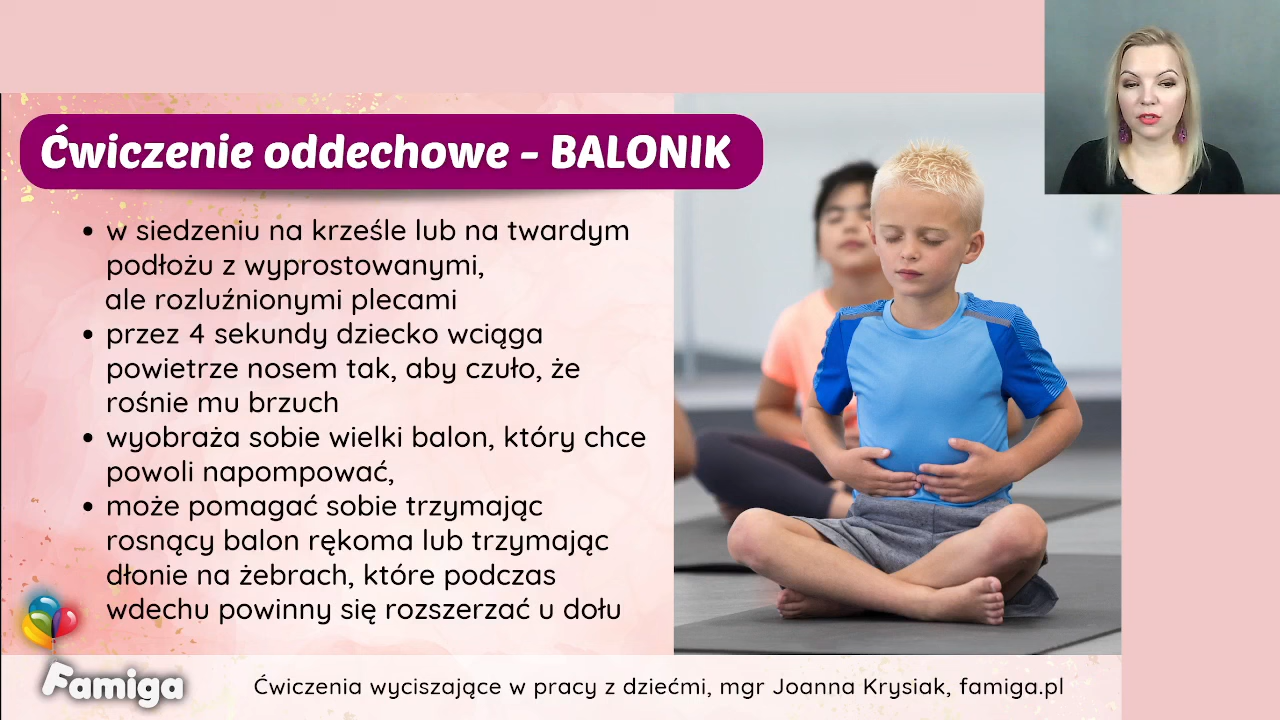 Ćwiczenie oddechowe - BALONIK
• w siedzeniu na krześle lub na twardym
podłożu z wyprostowanymi,
ale rozluźnionymi plecami
• przez 4 sekundy dziecko wciąga
powietrze nosem tak, aby czuło, że
rośnie mu brzuch
• wyobraża sobie wielki balon, który chce
powoli napompować,
• może pomagać sobie trzymając
rosnący balon rękoma lub trzymając
dłonie na żebrach, które podczas
wdechu powinny się rozszerzać u dołu
Famiga
Ćwiczenia wyciszające w pracy z dziećmi, mgr Joanna Krysiak, famiga.pl